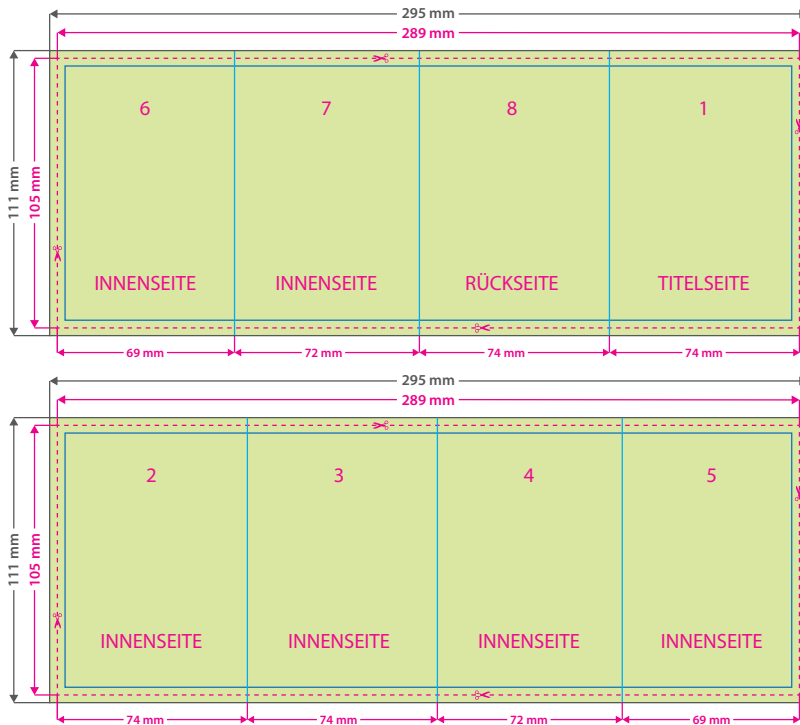 295 mm
289 mm
111 mm
105 mm
6 7 8 1
INNENSEITE INNENSEITE RÜCKSEITE TITELSEITE
69 mm 72 mm 74 mm 74 mm
295 mm
289 mm
111 mm
105 mm
2 3 4 5
INNENSEITE INNENSEITE INNENSEITE INNENSEITE
74 mm 74 mm 72 mm 69 mm